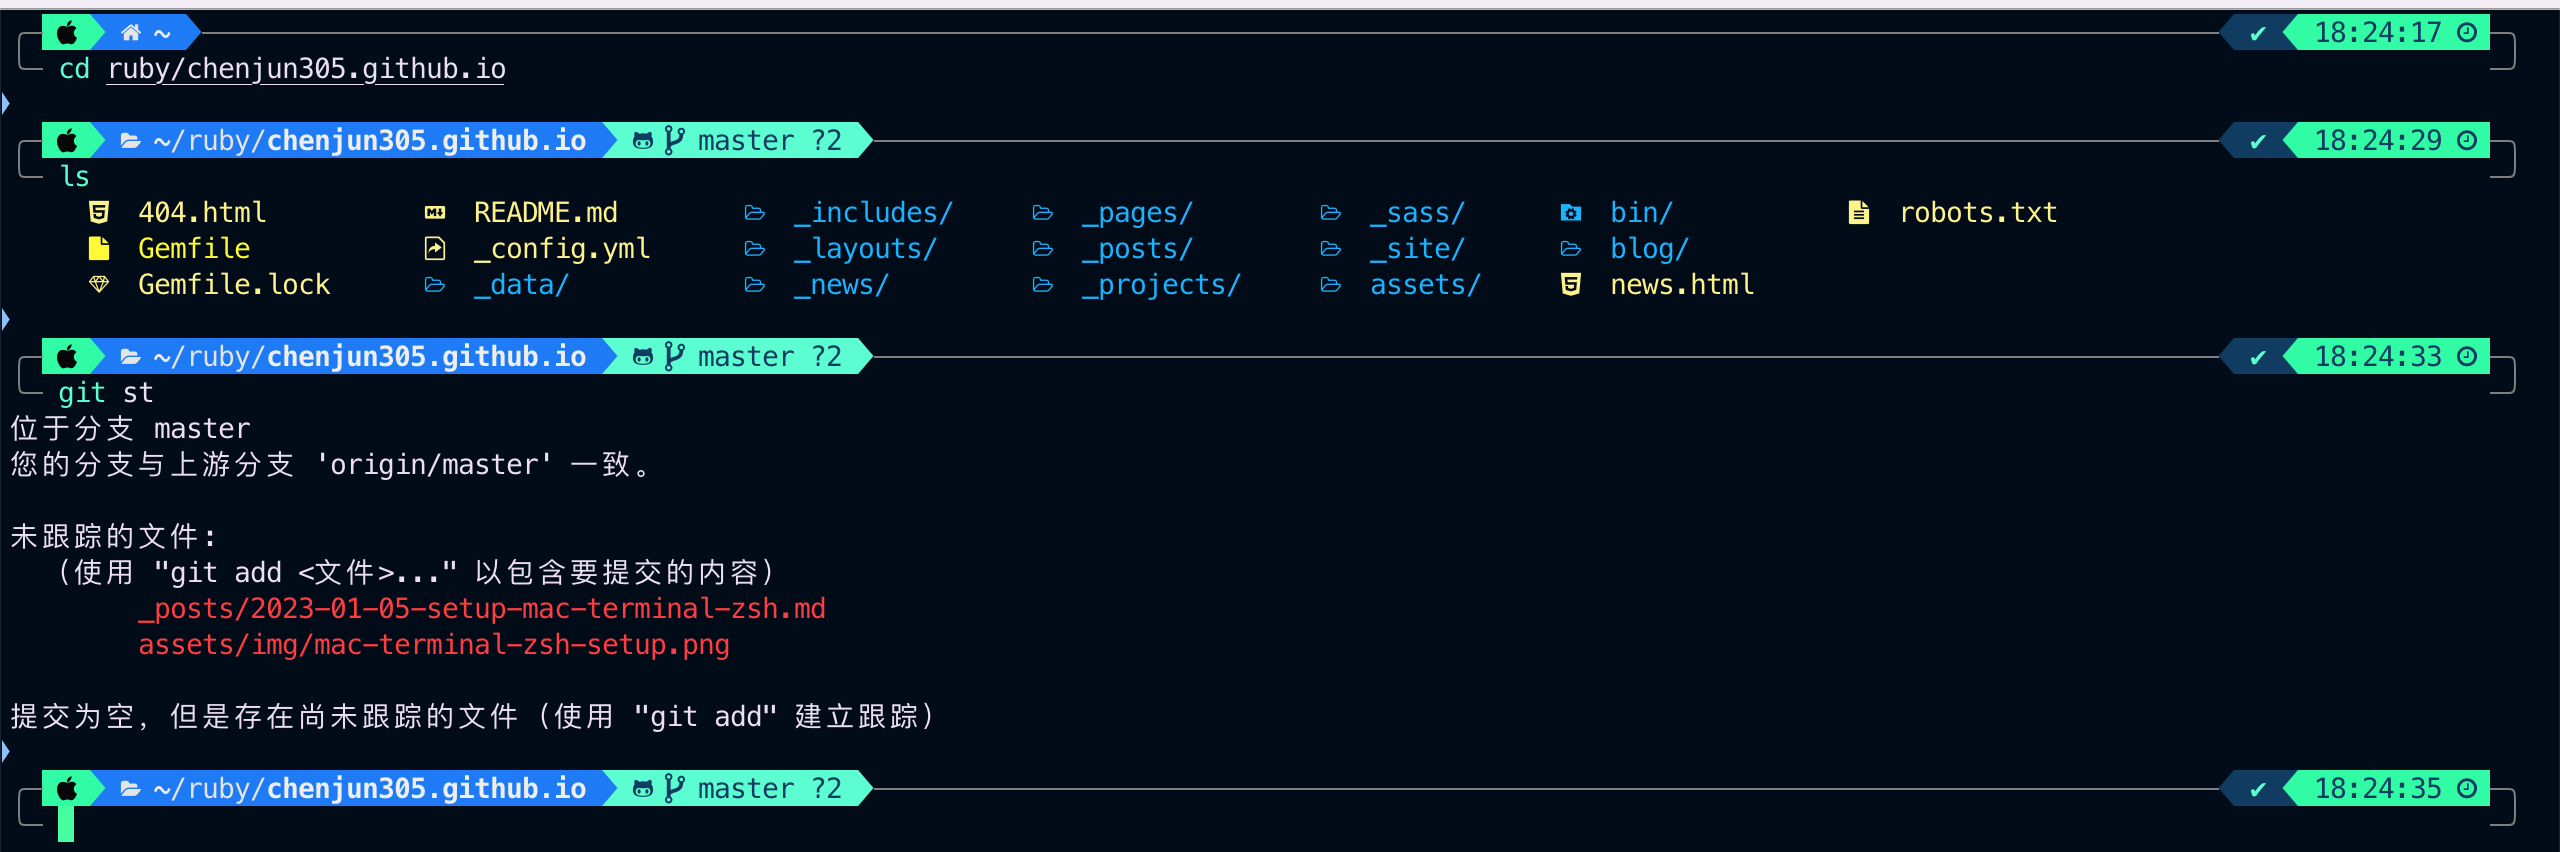 ~ ✔ 18:24:17
cd ruby/chenjun305.github.io
~/ruby/chenjun305.github.io master ?2 ✔ 18:24:29
ls
404.html README.md _includes/ _pages/ _sass/ bin/ robots.txt
Gemfile _config.yml _layouts/ _posts/ _site/ blog/
Gemfile.lock _data/ _news/ _projects/ assets/ news.html
~/ruby/chenjun305.github.io master ?2 ✔ 18:24:33
git st
位于分支 master
您的分支与上游分支 'origin/master' 一致。
未跟踪的文件:
（使用 "git add <文件>..." 以包含要提交的内容）
_posts/2023-01-05-setup-mac-terminal-zsh.md
assets/img/mac-terminal-zsh-setup.png
提交为空，但是存在尚未跟踪的文件（使用 "git add" 建立跟踪）
~/ruby/chenjun305.github.io master ?2 ✔ 18:24:35